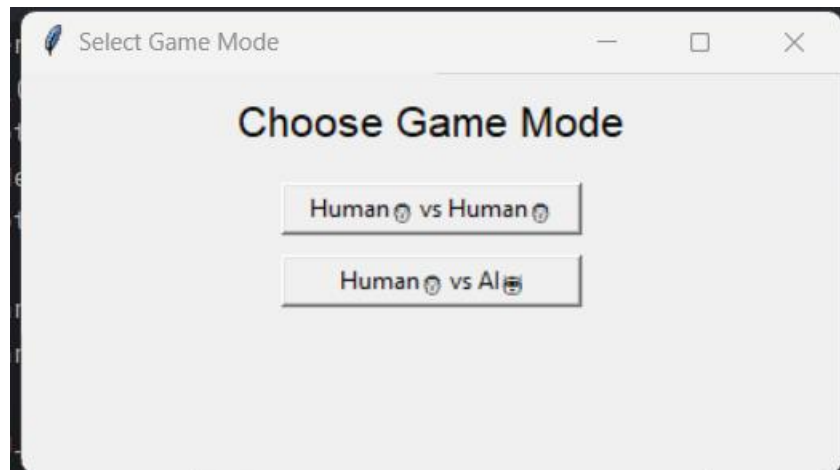 Select Game Mode
Choose Game Mode
Human👨 vs Human👨
Human👨 vs AI🤖